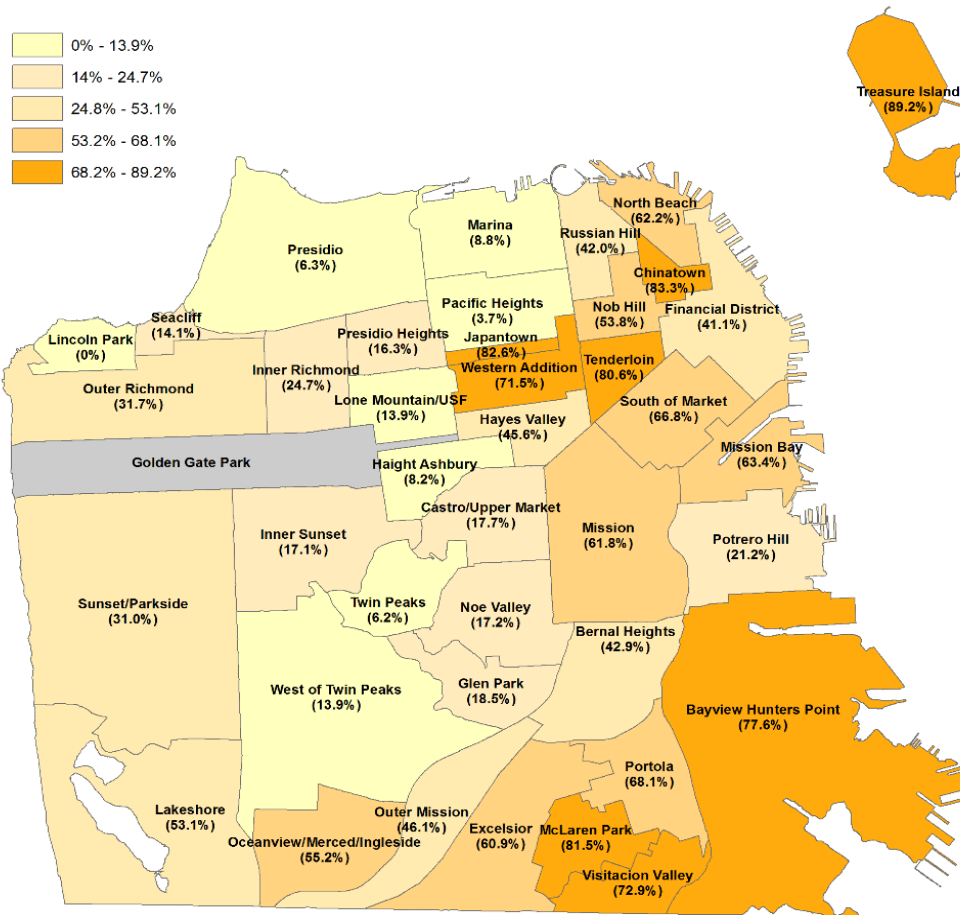 0% - 13.9%
14% - 24.7%
24.8% - 53.1%
53.2% - 68.1%
68.2% - 89.2%
Treasure Island
(89.2%)
North Beach
(62.2%)
Marina
(8.8%)
Russian Hill
(42.0%)
Presidio
(6.3%)
Chinatown
(83.3%)
Pacific Heights
(3.7%)
Nob Hill
(53.8%)
Financial District
(41.1%)
Seacliff
(14.1%)
Lincoln Park
(0%)
Presidio Heights
(16.3%)
Japantown
(82.6%)
Western Addition
(71.5%)
Tenderloin
(80.6%)
Inner Richmond
(24.7%)
Outer Richmond
(31.7%)
Lone Mountain/USF
(13.9%)
South of Market
(66.8%)
Hayes Valley
(45.6%)
Mission Bay
(63.4%)
Golden Gate Park
Haight Ashbury
(8.2%)
Castro/Upper Market
(17.7%)
Mission
(61.8%)
Inner Sunset
(17.1%)
Potrero Hill
(21.2%)
Sunset/Parkside
(31.0%)
Twin Peaks
(6.2%)
Noe Valley
(17.2%)
Bernal Heights
(42.9%)
West of Twin Peaks
(13.9%)
Glen Park
(18.5%)
Bayview Hunters Point
(77.6%)
Portola
(68.1%)
Lakeshore
(53.1%)
Outer Mission
(46.1%)
Oceanview/Merced/Ingleside
(55.2%)
Excelsior
(60.9%)
McLaren Park
(81.5%)
Visitacion Valley
(72.9%)